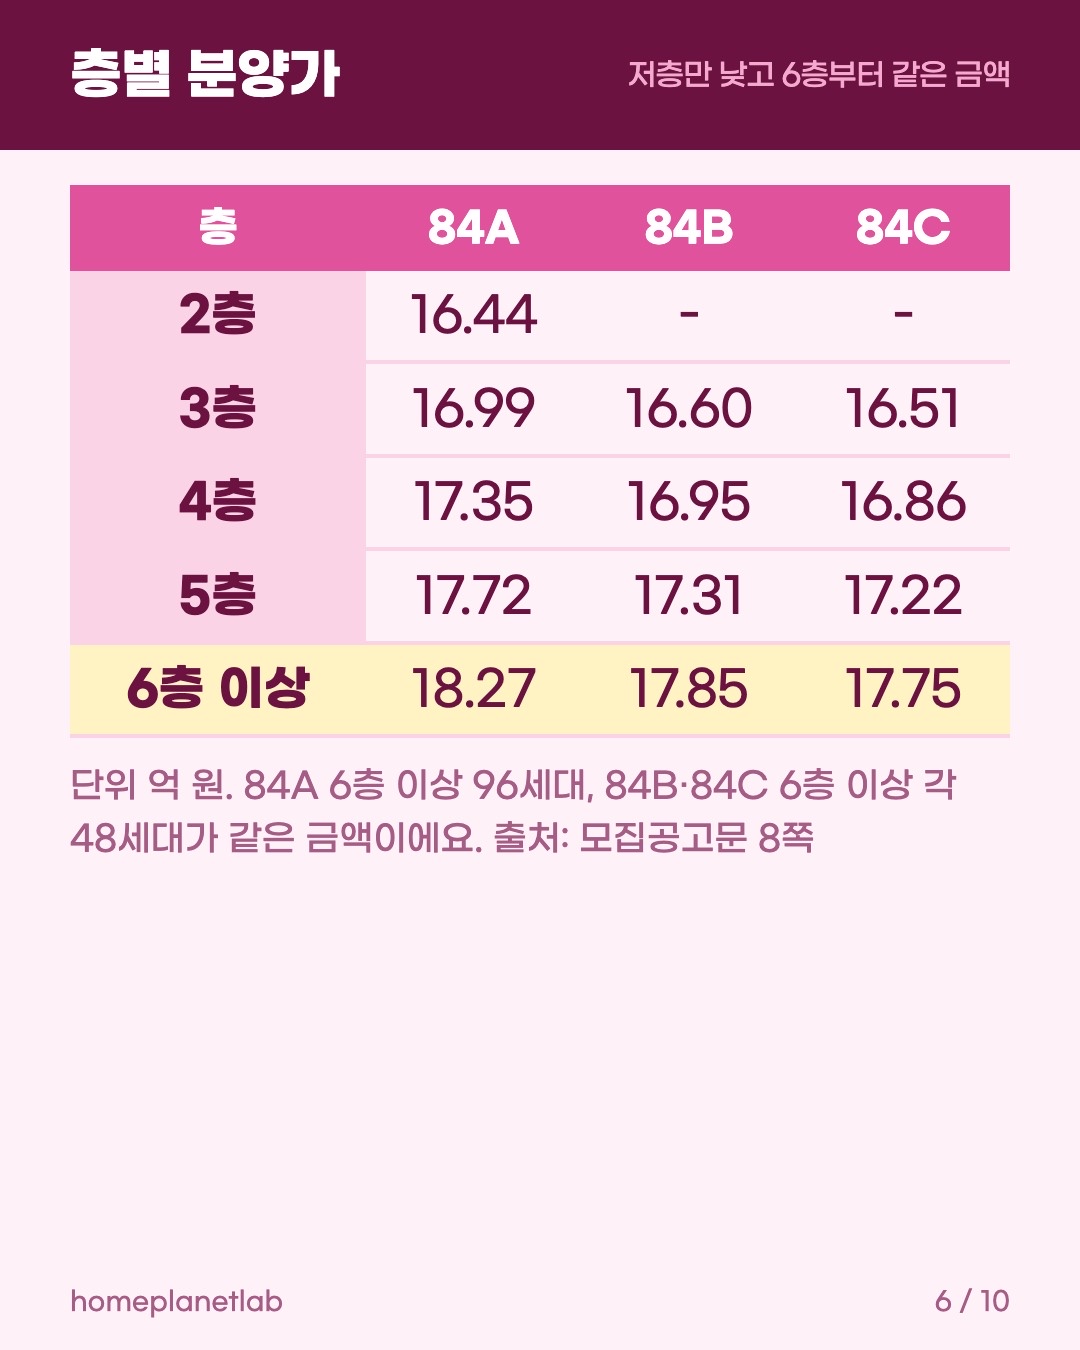 층별 분양가
저층만 낮고 6층부터 같은 금액
층 84A 84B 84C
2층 16.44 - -
3층 16.99 16.60 16.51
4층 17.35 16.95 16.86
5층 17.72 17.31 17.22
6층 이상 18.27 17.85 17.75
단위 억 원. 84A 6층 이상 96세대, 84B·84C 6층 이상 각
48세대가 같은 금액이에요. 출처: 모집공고문 8쪽
homeplanetlab
6 / 10